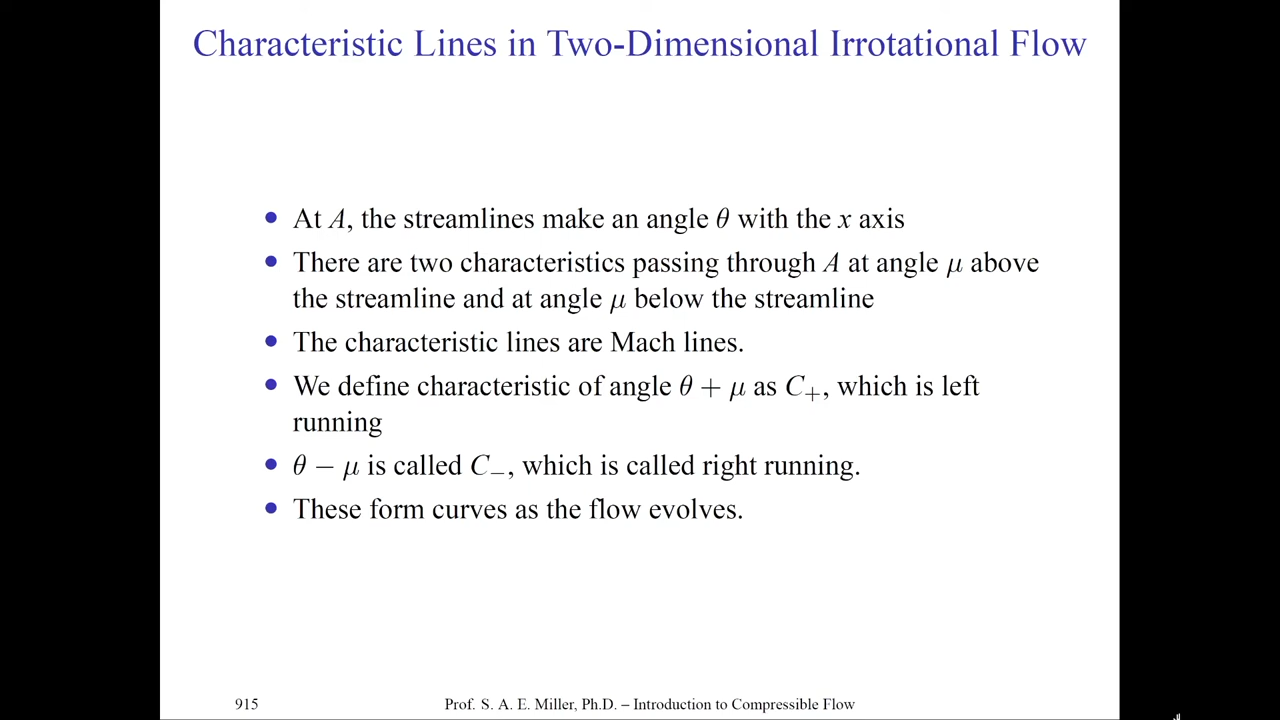 Characteristic Lines in Two-Dimensional Irrotational Flow
• At A, the streamlines make an angle θ with the x axis
• There are two characteristics passing through A at angle μ above
the streamline and at angle μ below the streamline
• The characteristic lines are Mach lines.
• We define characteristic of angle θ + μ as C₊, which is left
running
• θ − μ is called C₋, which is called right running.
• These form curves as the flow evolves.
915
Prof. S. A. E. Miller, Ph.D. – Introduction to Compressible Flow